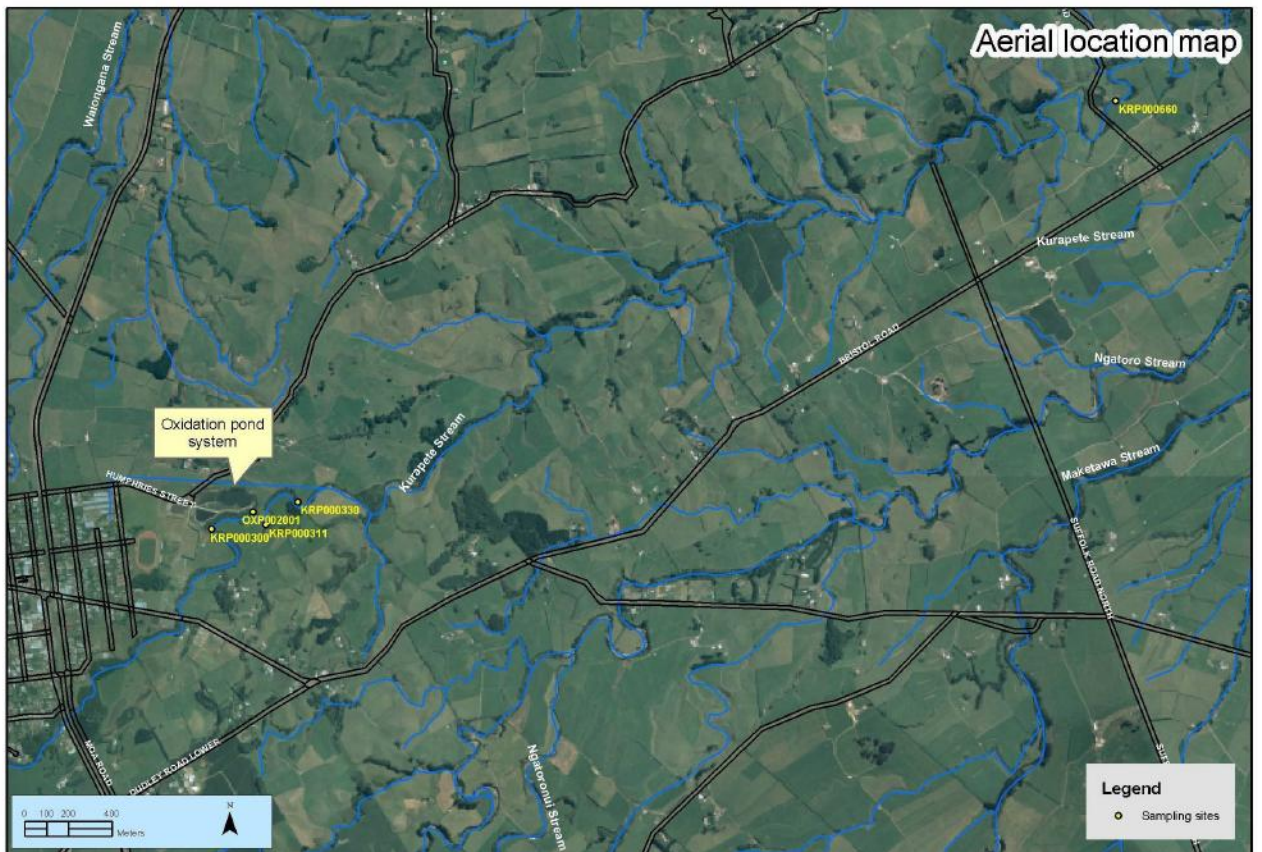 Aerial location map
Waiongana Stream
KRP000660
Kurapete Stream
BRISTOL ROAD
Ngatoro Stream
Oxidation pond
system
Kurapete Stream
Maketawa Stream
HUMPHRIES STREET
KRP000330
OXP002001
KRP000311
KRP000300
SUFFOLK ROAD NORTH
MOA ROAD
DUDLEY ROAD LOWER
Ngatoronui Stream
Legend
Sampling sites
0 100 200 400
Meters
N